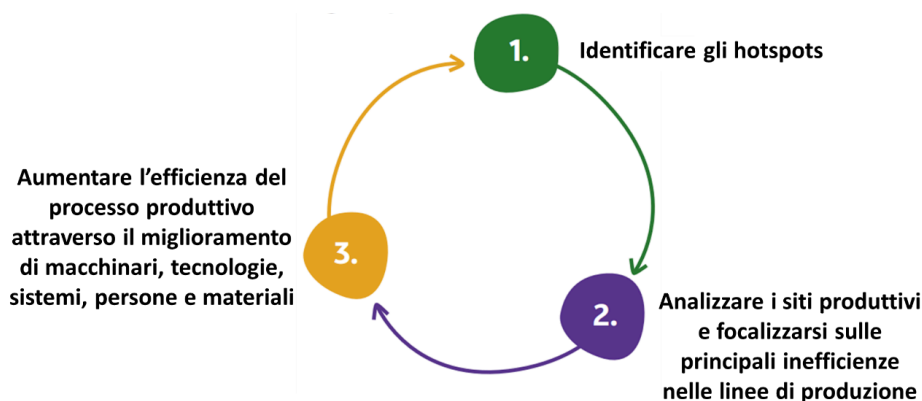 1.
Identificare gli hotspots
2.
Analizzare i siti produttivi
e focalizzarsi sulle
principali inefficienze
nelle linee di produzione
3.
Aumentare l'efficienza del
processo produttivo
attraverso il miglioramento
di macchinari, tecnologie,
sistemi, persone e materiali